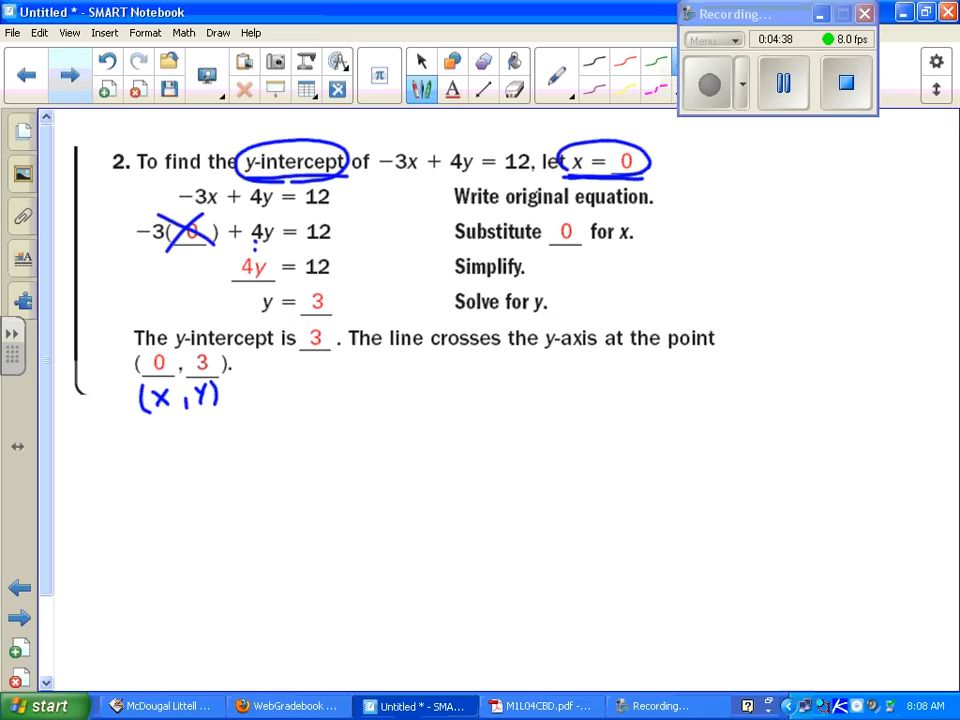 Untitled * - SMART Notebook
Recording...
File Edit View Insert Format Math Draw Help
Menu 0:04:38 8.0 fps
π A
2. To find the y-intercept of −3x + 4y = 12, let x = 0
−3x + 4y = 12 Write original equation.
−3( 0 ) + 4y = 12 Substitute 0 for x.
4y = 12 Simplify.
y = 3 Solve for y.
The y-intercept is 3 . The line crosses the y-axis at the point
( 0 , 3 ).
(x , y)
start McDougal Littell ... WebGradebook ... Untitled * - SMA... M1L04CBD.pdf - ... Recording... 8:08 AM